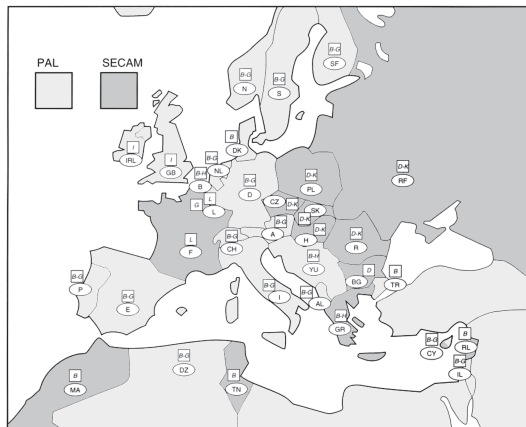 PAL SECAM
B-G
SF
B-G
N
B-G
S
I
IRL
I
GB
B
DK
B-G
NL
B-H
B
B-G
D
D-K
PL
D-K
RF
G
L
L
CZ
D-K
SK
L
F
B-G
CH
B-G
A
D-K
D-K
H
D-K
R
B-H
YU
D
BG
B
TR
B-G
P
B-G
E
B-G
I
B-G
AL
B-H
GR
B-G
CY
B
RL
B-G
IL
B
MA
B-G
DZ
B
TN